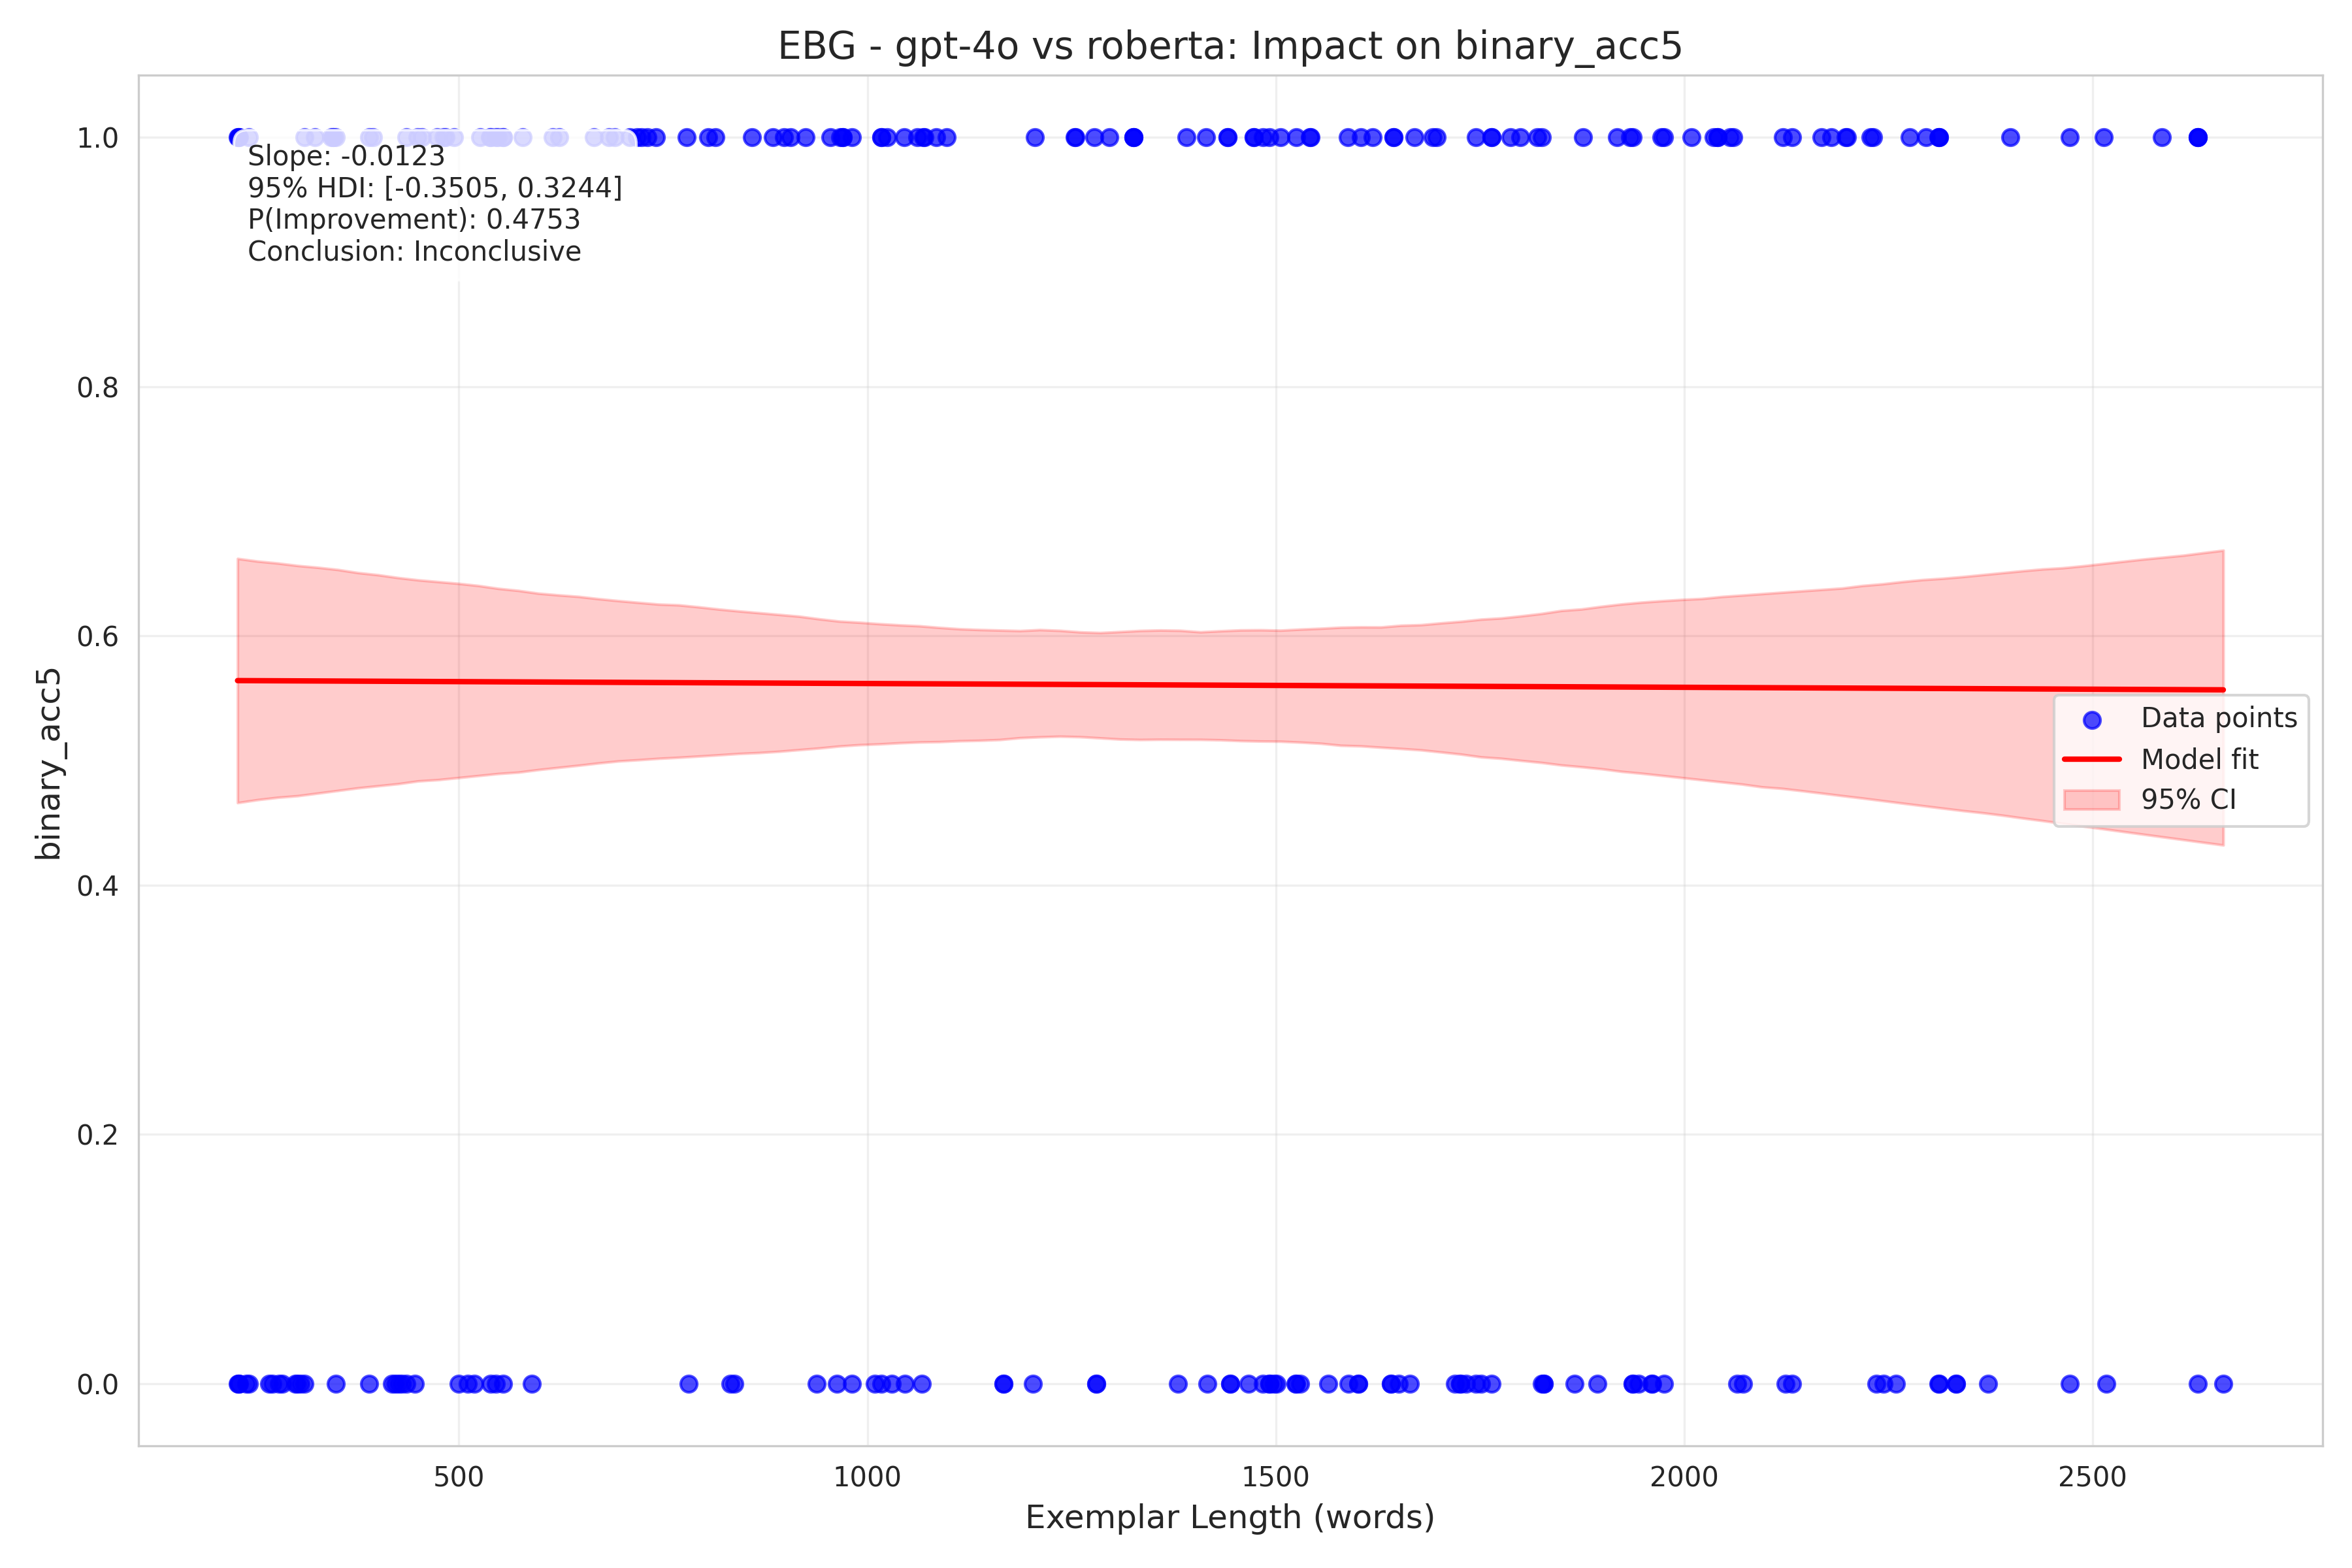 EBG - gpt-4o vs roberta: Impact on binary_acc5
1.0
0.8
0.6
0.4
0.2
0.0
binary_acc5
Slope: -0.0123
95% HDI: [-0.3505, 0.3244]
P(Improvement): 0.4753
Conclusion: Inconclusive
Data points
Model fit
95% CI
500
1000
1500
2000
2500
Exemplar Length (words)